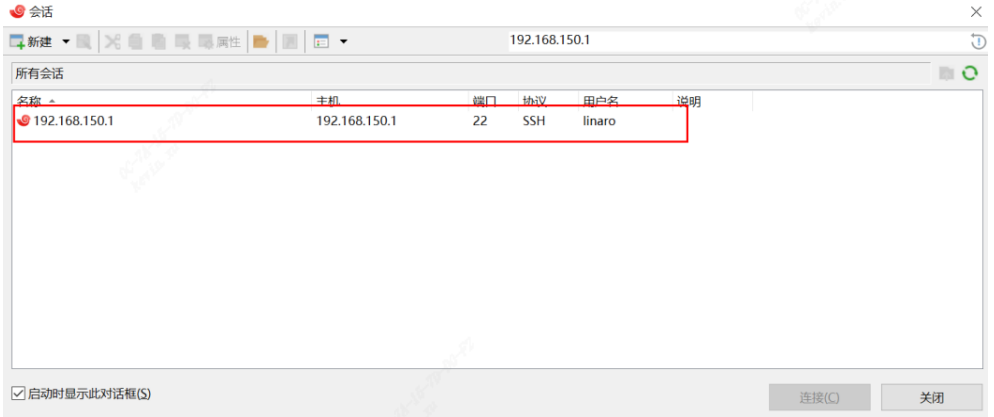 会话
新建 属性 192.168.150.1
所有会话
名称 主机 端口 协议 用户名 说明
192.168.150.1 192.168.150.1 22 SSH linaro
启动时显示此对话框(S) 连接(C) 关闭